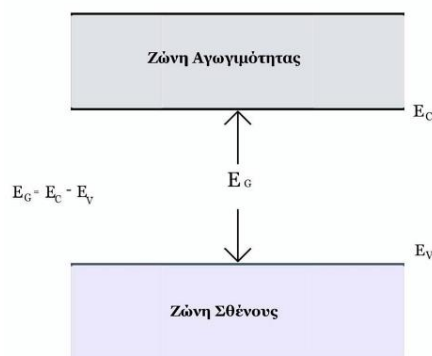 Ζώνη Αγωγιμότητας
E_C
E_G
E_G = E_C - E_V
E_V
Ζώνη Σθένους